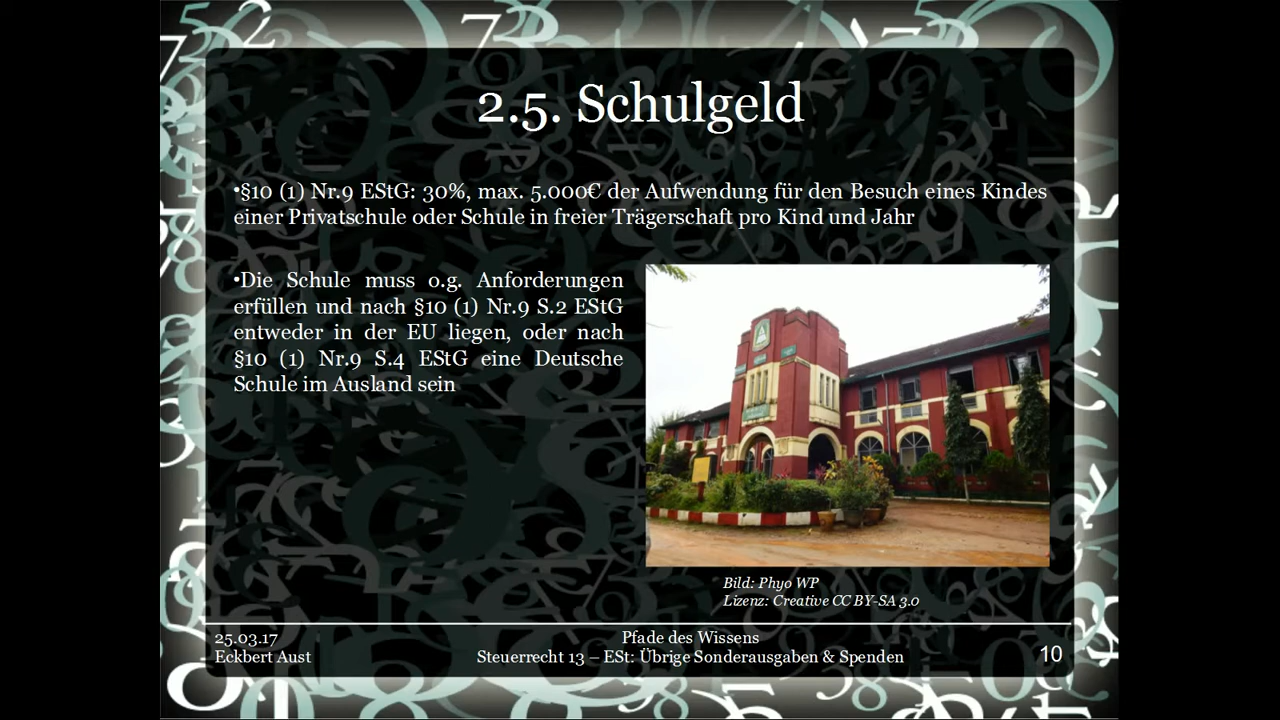 2.5. Schulgeld
•§10 (1) Nr.9 EStG: 30%, max. 5.000€ der Aufwendung für den Besuch eines Kindes
einer Privatschule oder Schule in freier Trägerschaft pro Kind und Jahr
•Die Schule muss o.g. Anforderungen
erfüllen und nach §10 (1) Nr.9 S.2 EStG
entweder in der EU liegen, oder nach
§10 (1) Nr.9 S.4 EStG eine Deutsche
Schule im Ausland sein
Bild: Phyo WP
Lizenz: Creative CC BY-SA 3.0
25.03.17
Eckbert Aust
Pfade des Wissens
Steuerrecht 13 – ESt: Übrige Sonderausgaben & Spenden
10